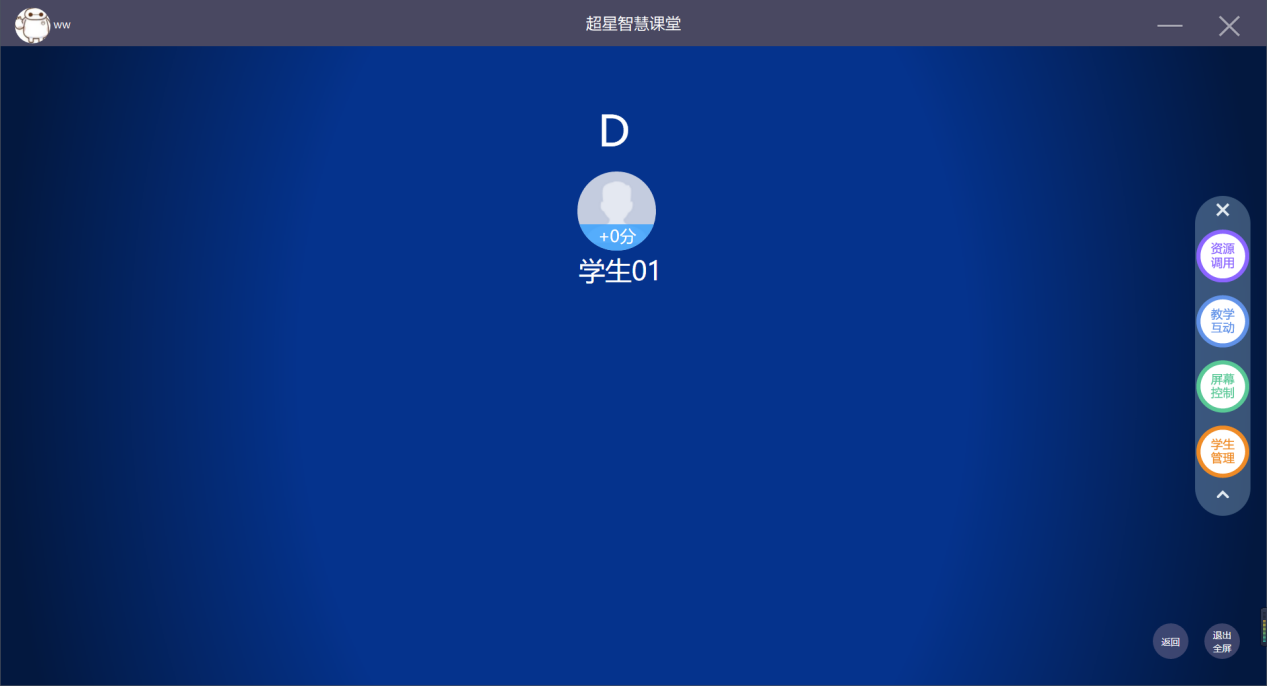 ww
超星智慧课堂
D
+0分
学生01
资源
调用
教学
互动
屏幕
控制
学生
管理
返回
退出
全屏